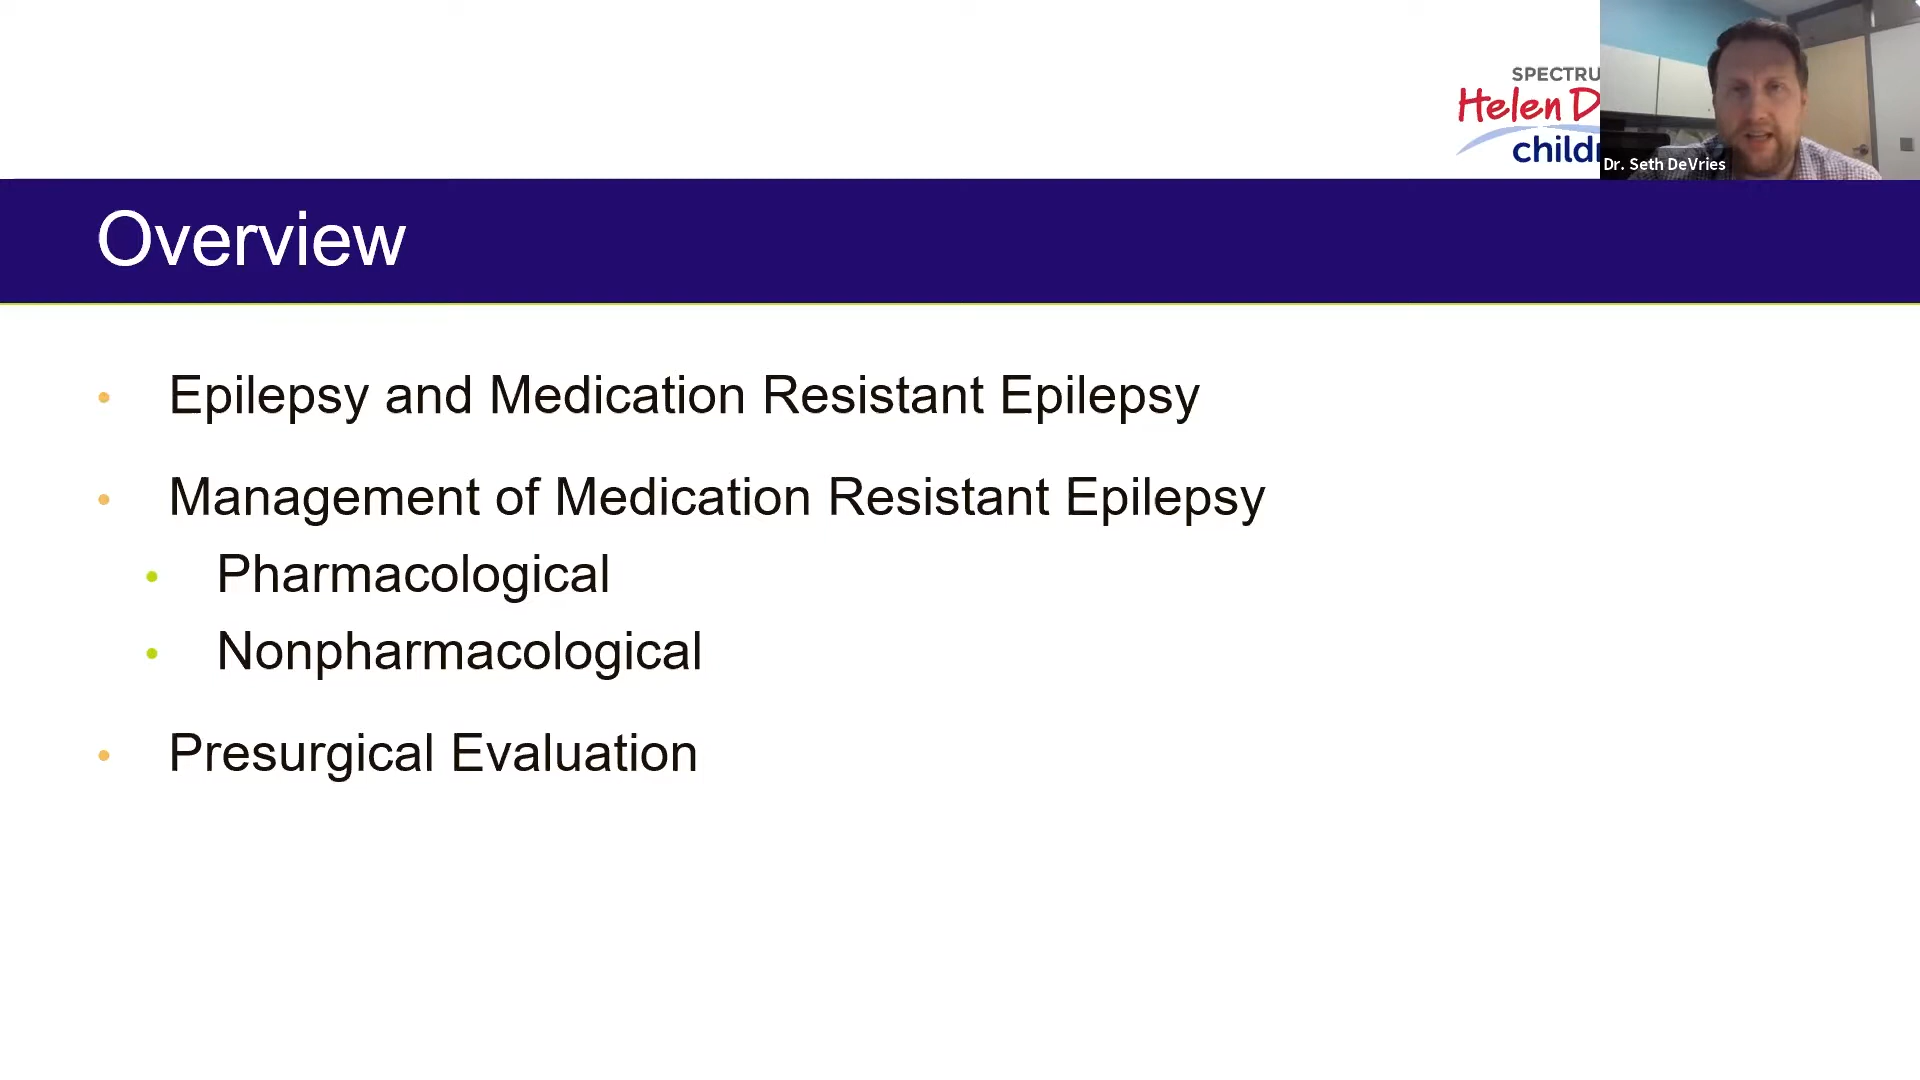 SPECTRU
Helen D
childr
Dr. Seth DeVries
Overview
• Epilepsy and Medication Resistant Epilepsy
• Management of Medication Resistant Epilepsy
• Pharmacological
• Nonpharmacological
• Presurgical Evaluation